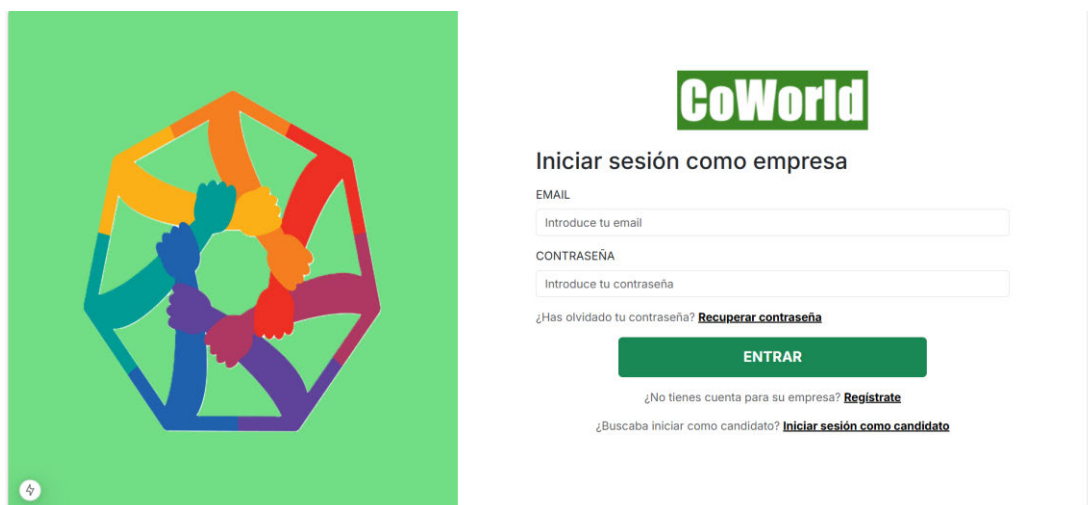 CoWorld
Iniciar sesión como empresa
EMAIL
Introduce tu email
CONTRASEÑA
Introduce tu contraseña
¿Has olvidado tu contraseña? Recuperar contraseña
ENTRAR
¿No tienes cuenta para su empresa? Regístrate
¿Buscaba iniciar como candidato? Iniciar sesión como candidato